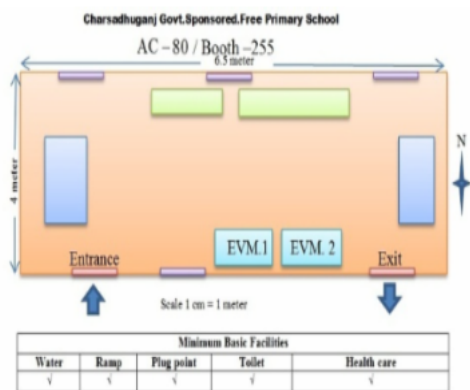 Charsadhuganj Govt.Sponsored.Free Primary School
AC – 80 / Booth –255
6.5 meter
4 meter
N
EVM.1 EVM. 2
Entrance Exit
Scale 1 cm = 1 meter
Minimum Basic Facilities
Water Ramp Plug point Toilet Health care
√ √ √ √ √